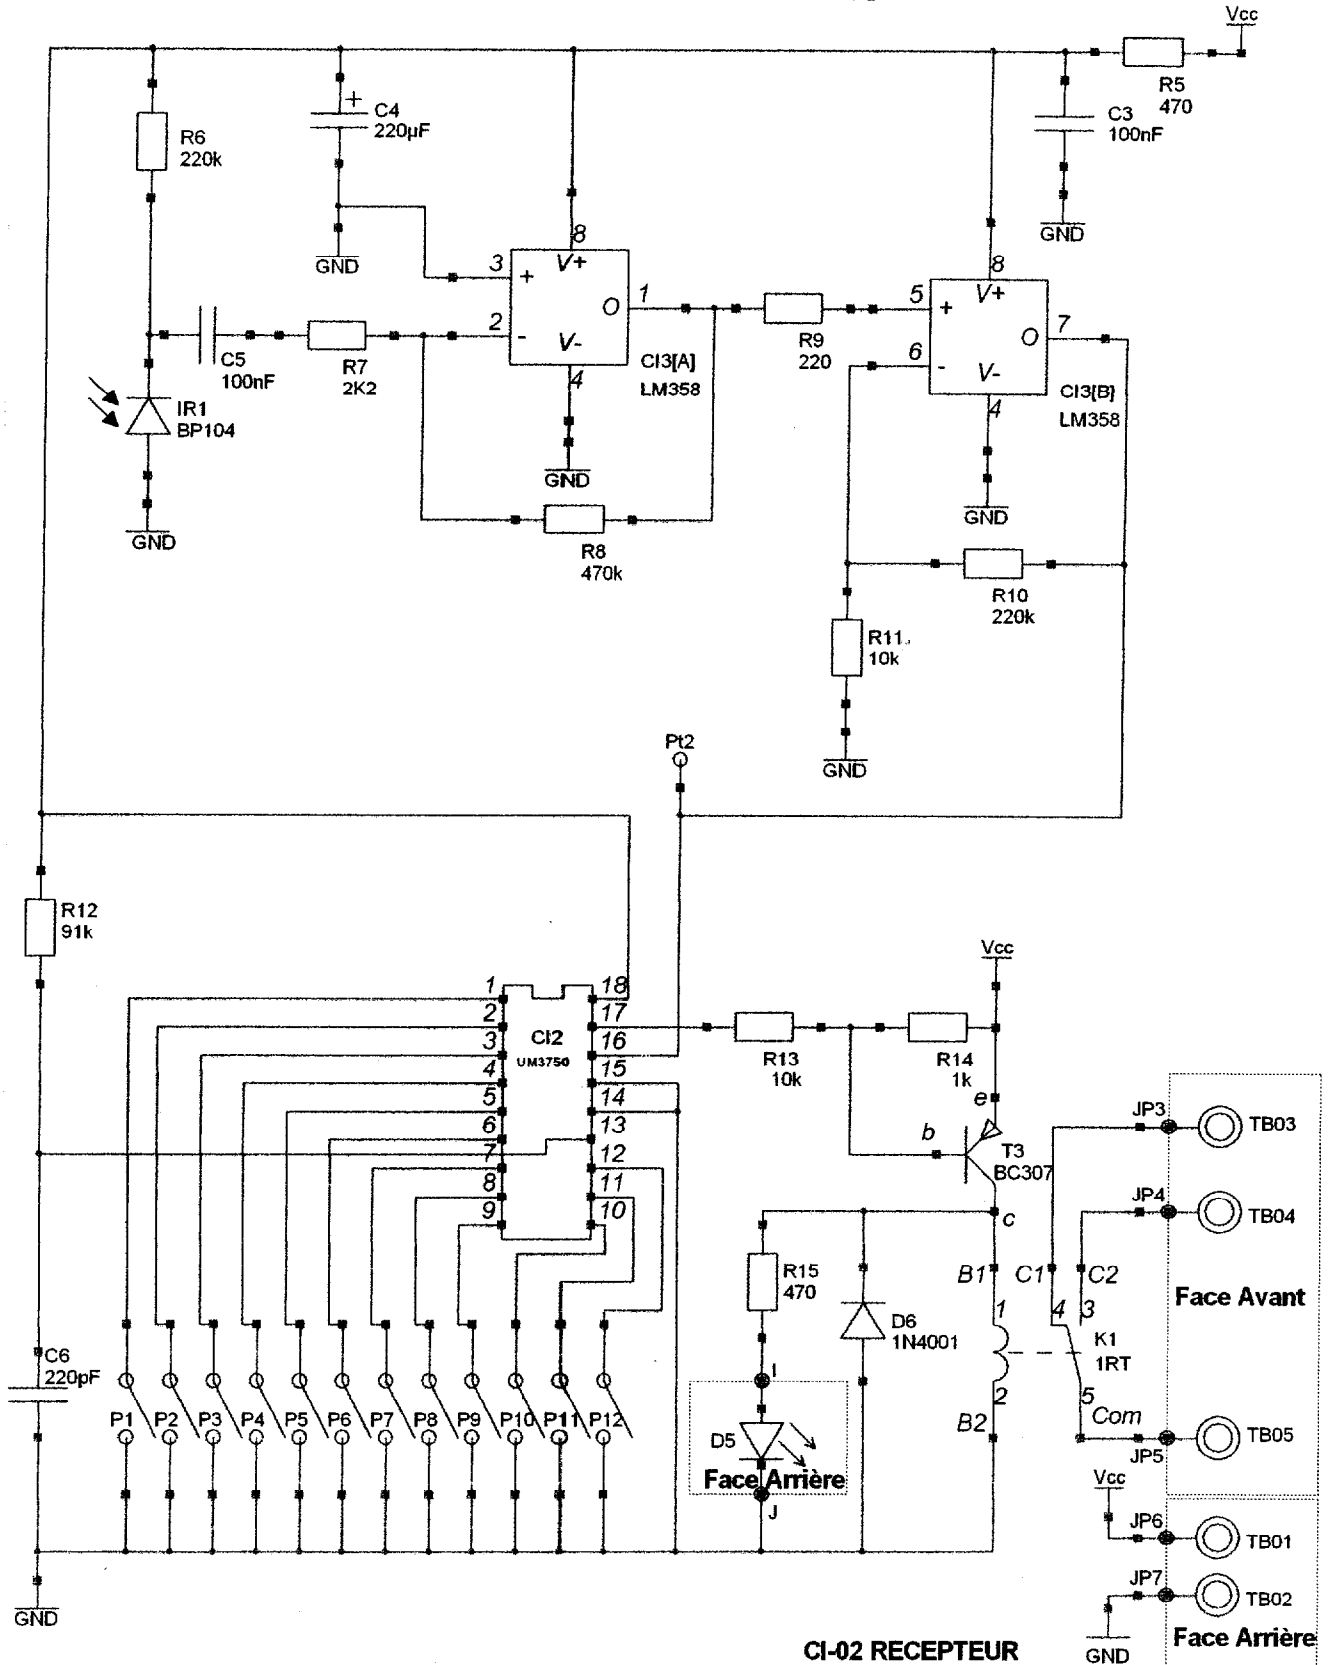 Vcc
R5
470
C4
220µF
+
C3
100nF
R6
220k
GND
GND
8
V+
3
+
O
1
2
-
V-
4
CI3[A]
LM358
8
V+
5
+
O
7
6
-
V-
4
CI3[B]
LM358
R9
220
C5
100nF
R7
2K2
IR1
BP104
GND
GND
GND
R8
470k
R10
220k
R11
10k
GND
Pt2
R12
91k
Vcc
1
2
3
4
5
6
7
8
9
18
17
16
15
14
13
12
11
10
CI2
UM3750
R13
10k
R14
1k
e
b
T3
BC307
c
JP3
TB03
JP4
TB04
R15
470
D6
1N4001
B1
C1
C2
Face Avant
1
4
3
K1
1RT
2
5
B2
Com
JP5
TB05
C6
220pF
P1
P2
P3
P4
P5
P6
P7
P8
P9
P10
P11
P12
I
D5
Face Arrière
J
Vcc
JP6
TB01
JP7
TB02
GND
GND
Face Arrière
CI-02 RECEPTEUR